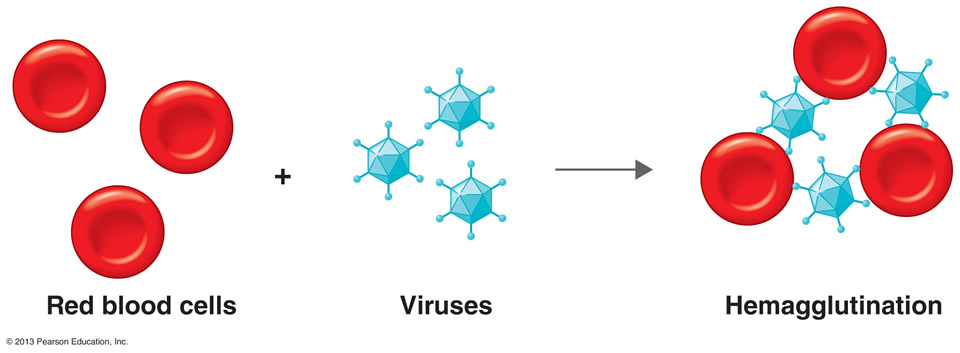 +
Red blood cells
Viruses
Hemagglutination
© 2013 Pearson Education, Inc.